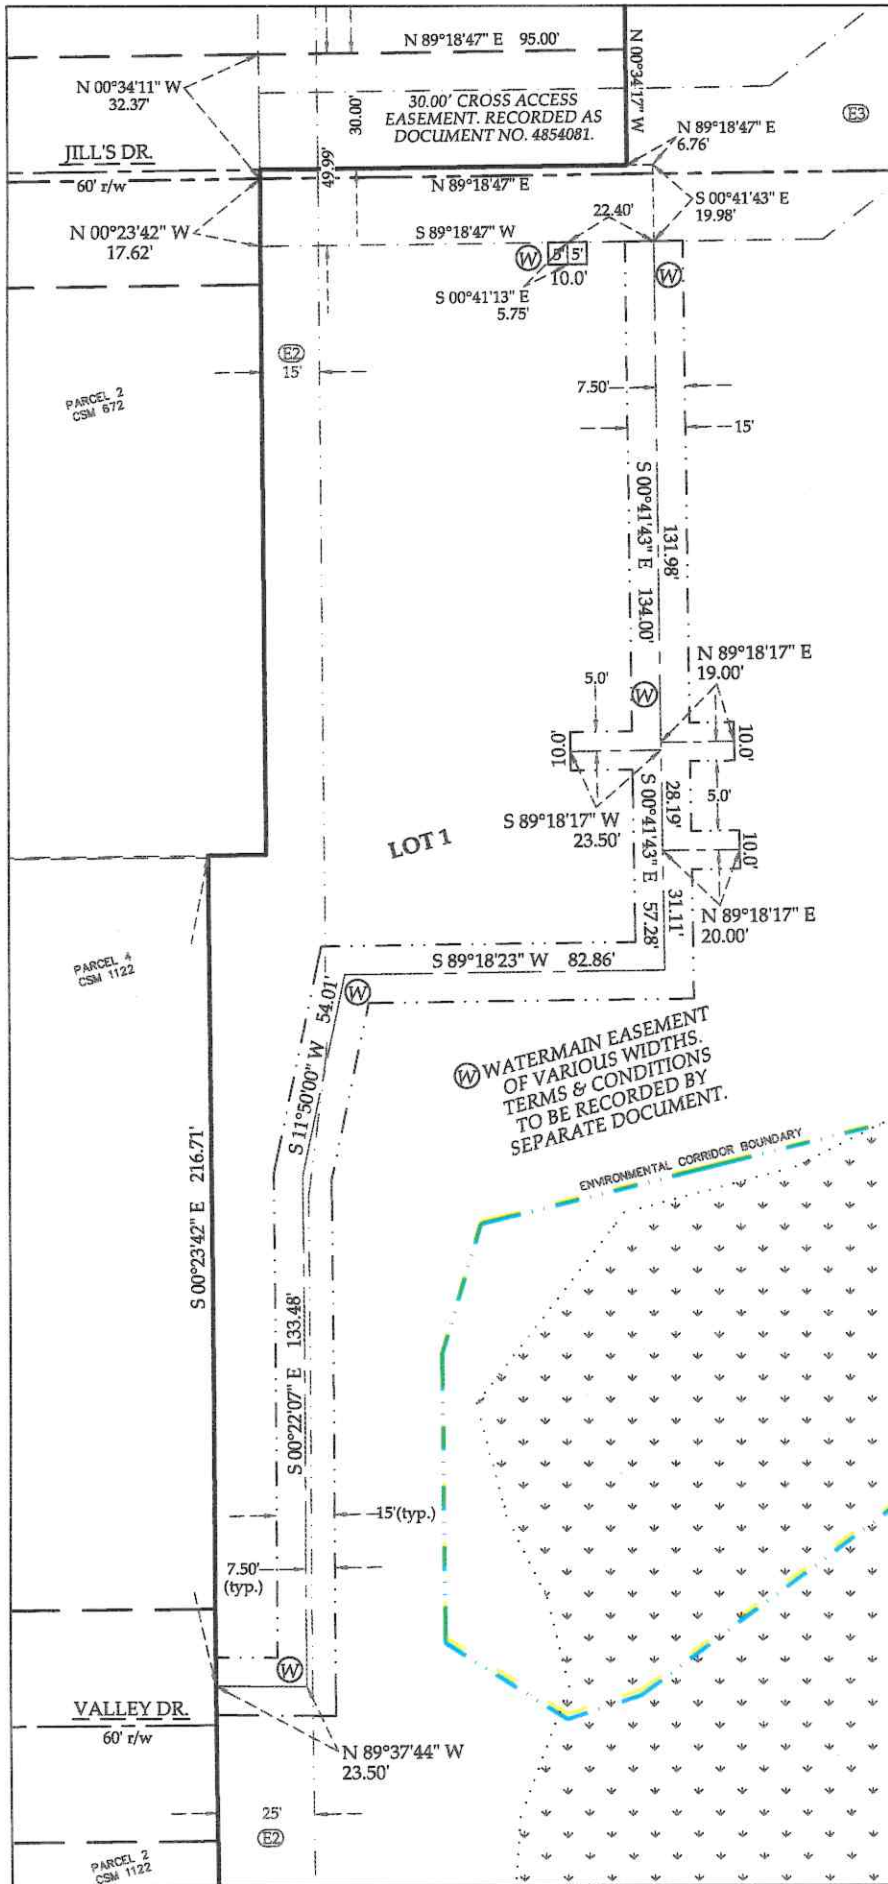 N 89°18'47" E 95.00'
N 00°34'17" W
N 00°34'11" W
32.37'
30.00'
30.00' CROSS ACCESS
EASEMENT. RECORDED AS
DOCUMENT NO. 4854081.
E3
N 89°18'47" E
6.76'
JILL'S DR.
60' r/w
49.99'
N 89°18'47" E
S 00°41'43" E
19.98'
N 00°23'42" W
17.62'
S 89°18'47" W
22.40'
W
5' 5'
10.0'
W
S 00°41'13" E
5.75'
E2
15'
PARCEL 2
CSM 672
7.50'
15'
S 00°41'43" E 134.00'
131.98'
N 89°18'17" E
19.00'
5.0'
W
10.0'
10.0'
S 89°18'17" W
23.50'
28.19'
5.0'
LOT 1
10.0'
S 00°41'43" E 57.28'
31.11'
N 89°18'17" E
20.00'
PARCEL 4
CSM 1122
S 89°18'23" W 82.86'
W
S 11°50'00" W 54.01'
W WATERMAIN EASEMENT
OF VARIOUS WIDTHS.
TERMS & CONDITIONS
TO BE RECORDED BY
SEPARATE DOCUMENT.
ENVIRONMENTAL CORRIDOR BOUNDARY
S 00°23'42" E 216.71'
S 00°22'07" E 133.48'
15'(typ.)
7.50'
(typ.)
W
VALLEY DR.
60' r/w
N 89°37'44" W
23.50'
25'
E2
PARCEL 2
CSM 1122